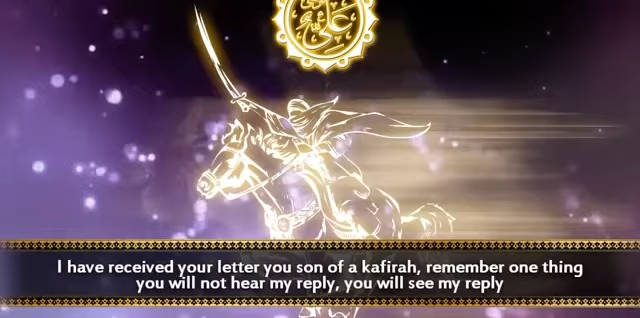 علي
I have received your letter you son of a kafirah, remember one thing
you will not hear my reply, you will see my reply